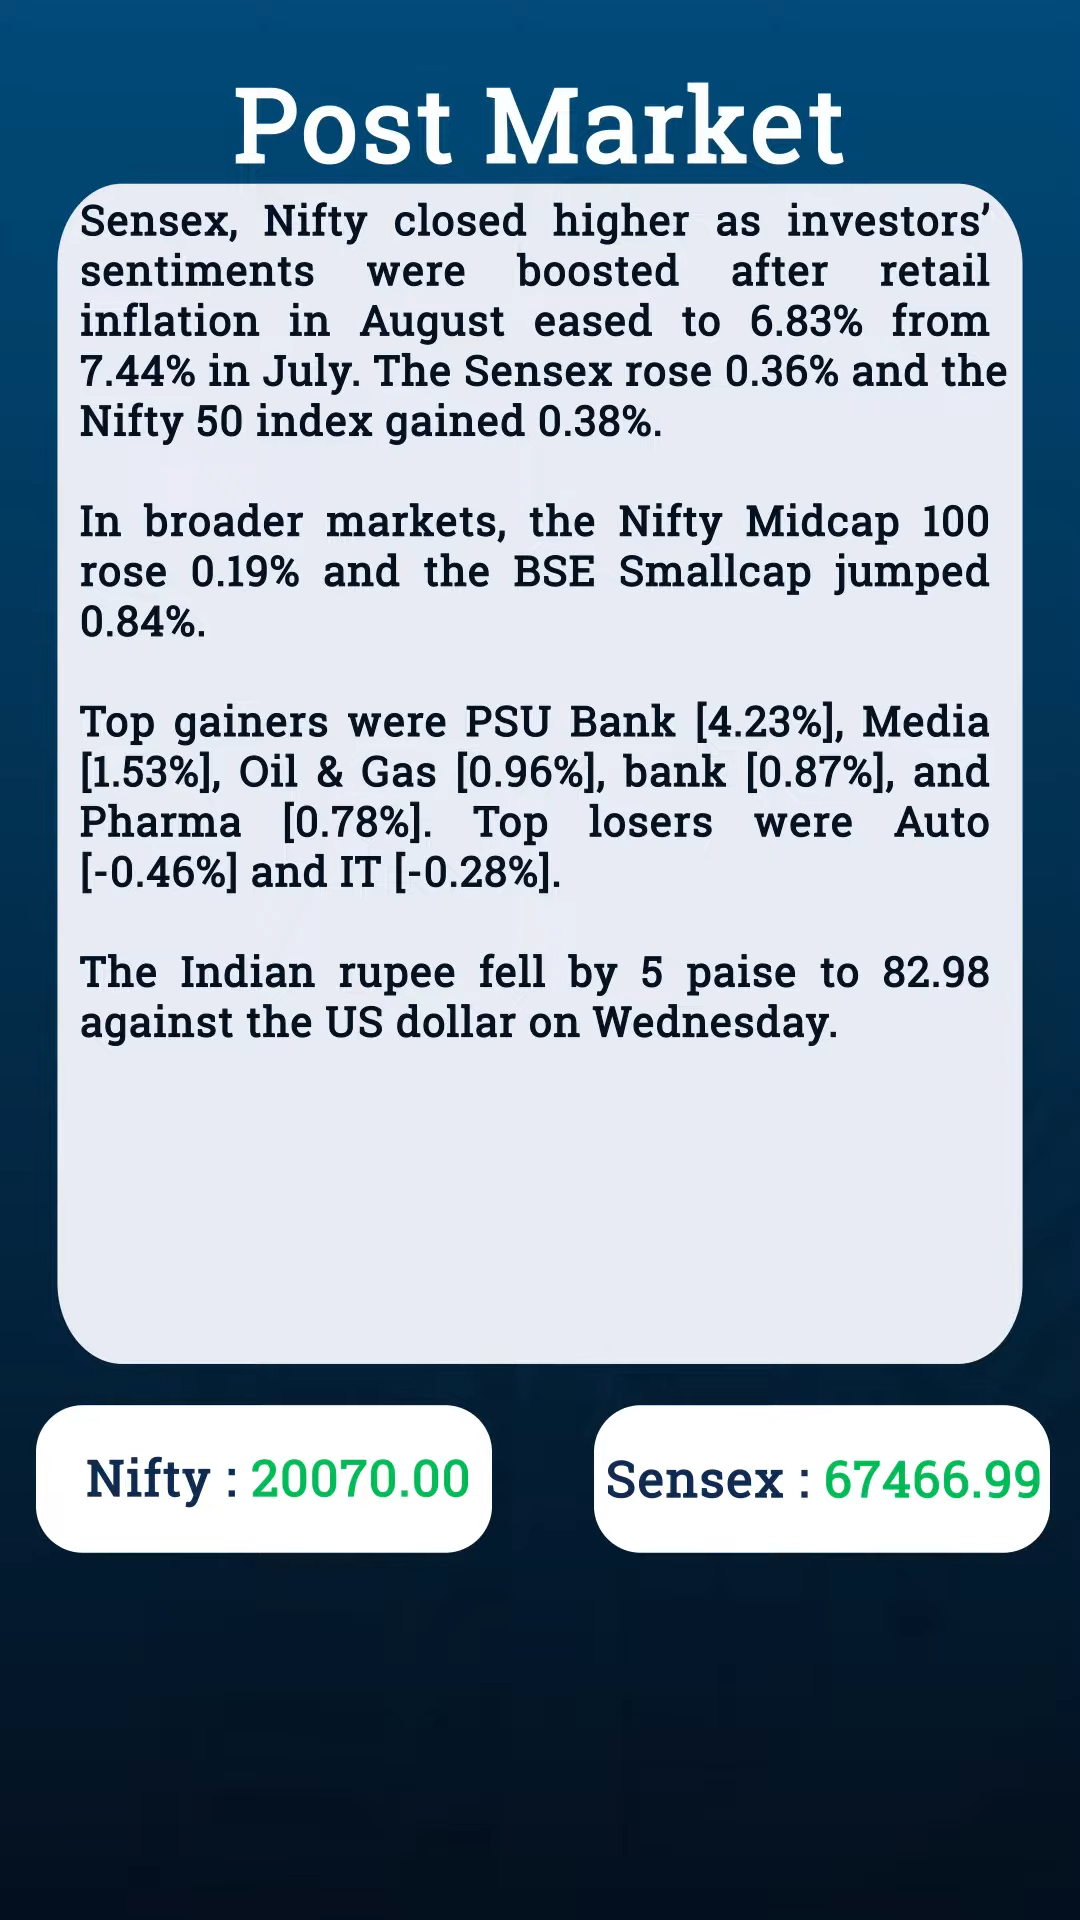 Post Market
Sensex, Nifty closed higher as investors’
sentiments were boosted after retail
inflation in August eased to 6.83% from
7.44% in July. The Sensex rose 0.36% and the
Nifty 50 index gained 0.38%.
In broader markets, the Nifty Midcap 100
rose 0.19% and the BSE Smallcap jumped
0.84%.
Top gainers were PSU Bank [4.23%], Media
[1.53%], Oil & Gas [0.96%], bank [0.87%], and
Pharma [0.78%]. Top losers were Auto
[-0.46%] and IT [-0.28%].
The Indian rupee fell by 5 paise to 82.98
against the US dollar on Wednesday.
Nifty : 20070.00
Sensex : 67466.99